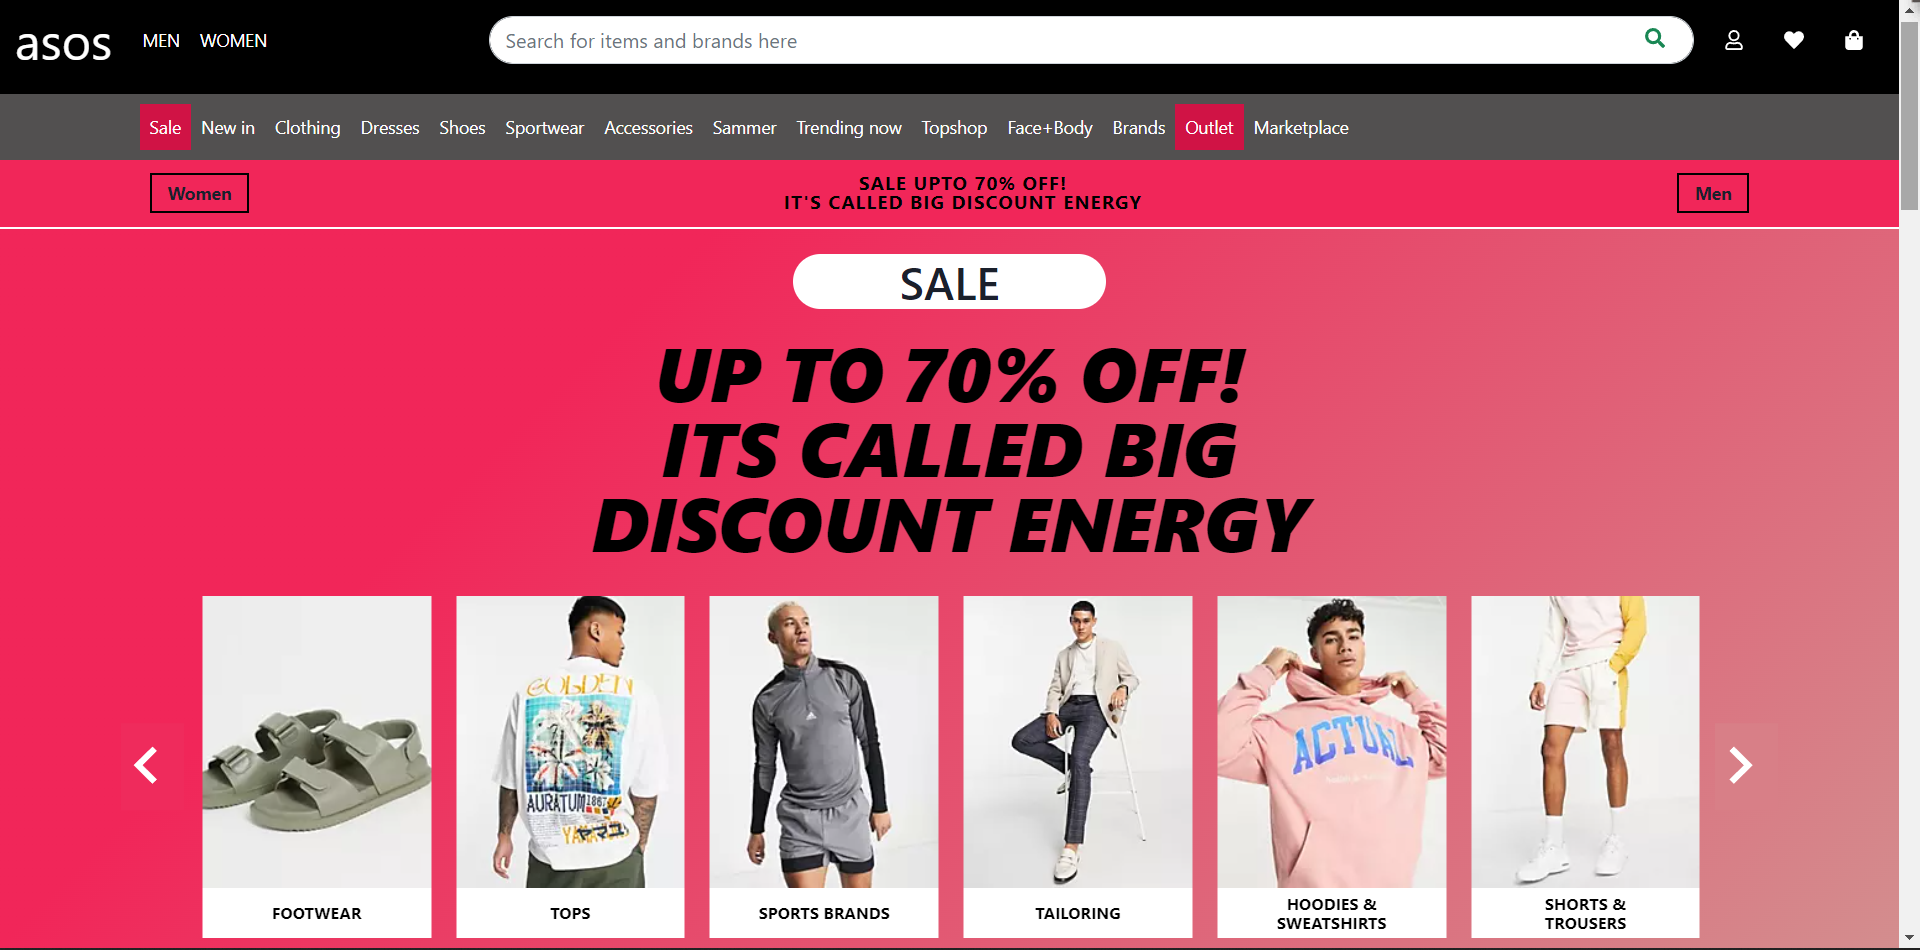 asos
MEN WOMEN
Search for items and brands here
Sale New in Clothing Dresses Shoes Sportwear Accessories Sammer Trending now Topshop Face+Body Brands Outlet Marketplace
Women
SALE UPTO 70% OFF!
IT'S CALLED BIG DISCOUNT ENERGY
Men
SALE
UP TO 70% OFF!
ITS CALLED BIG
DISCOUNT ENERGY
GOLDEN
AURATUM 1867
ACTUAL
FOOTWEAR
TOPS
SPORTS BRANDS
TAILORING
HOODIES &
SWEATSHIRTS
SHORTS &
TROUSERS